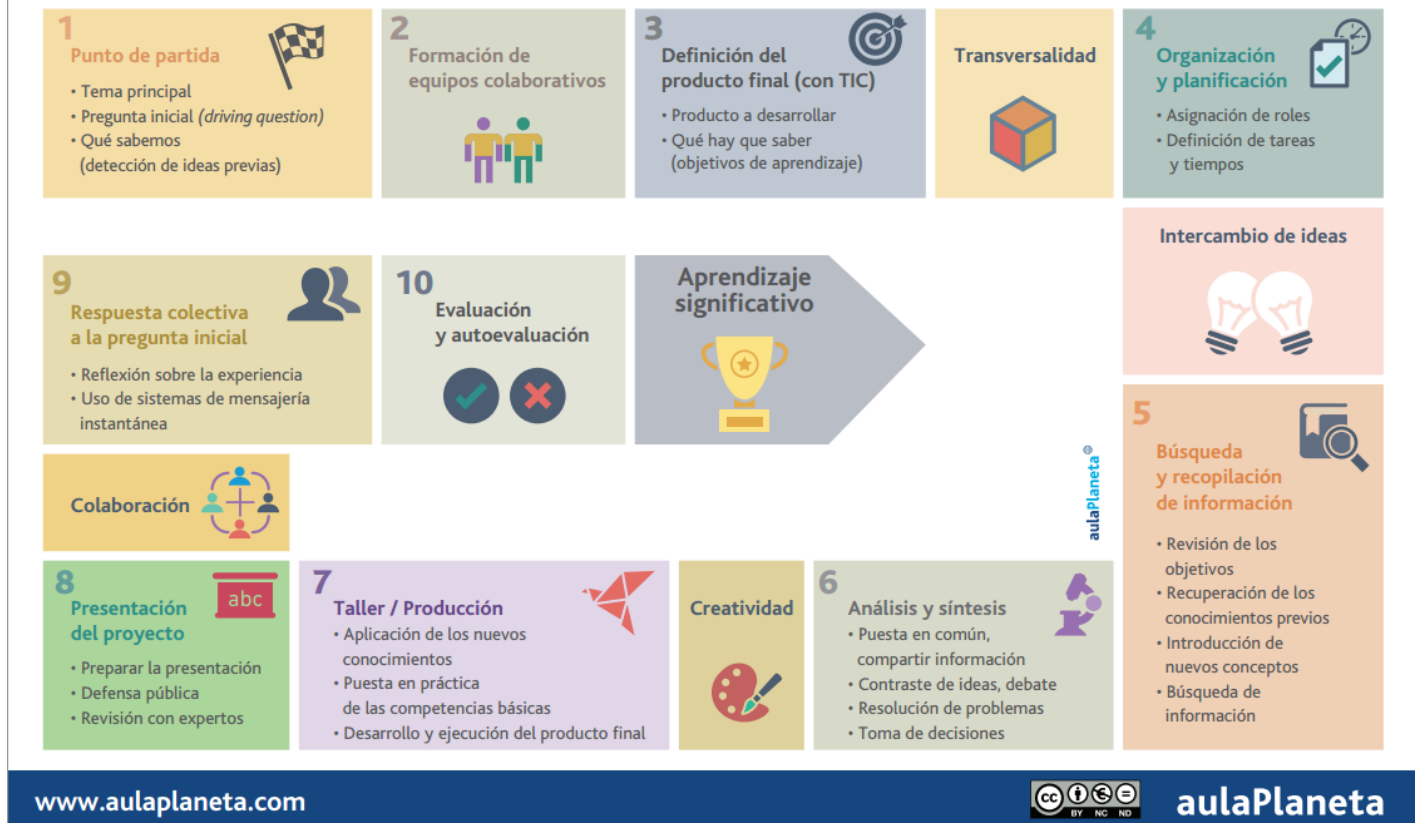 1
Punto de partida
• Tema principal
• Pregunta inicial (driving question)
• Qué sabemos
(detección de ideas previas)
2
Formación de
equipos colaborativos
3
Definición del
producto final (con TIC)
• Producto a desarrollar
• Qué hay que saber
(objetivos de aprendizaje)
Transversalidad
4
Organización
y planificación
• Asignación de roles
• Definición de tareas
y tiempos
Intercambio de ideas
5
Búsqueda
y recopilación
de información
• Revisión de los
objetivos
• Recuperación de los
conocimientos previos
• Introducción de
nuevos conceptos
• Búsqueda de
información
6
Análisis y síntesis
• Puesta en común,
compartir información
• Contraste de ideas, debate
• Resolución de problemas
• Toma de decisiones
Creatividad
7
Taller / Producción
• Aplicación de los nuevos
conocimientos
• Puesta en práctica
de las competencias básicas
• Desarrollo y ejecución del producto final
8
Presentación
del proyecto
abc
• Preparar la presentación
• Defensa pública
• Revisión con expertos
Colaboración
9
Respuesta colectiva
a la pregunta inicial
• Reflexión sobre la experiencia
• Uso de sistemas de mensajería
instantánea
10
Evaluación
y autoevaluación
Aprendizaje
significativo
aulaPlaneta
www.aulaplaneta.com
cc
BY NC ND
aulaPlaneta